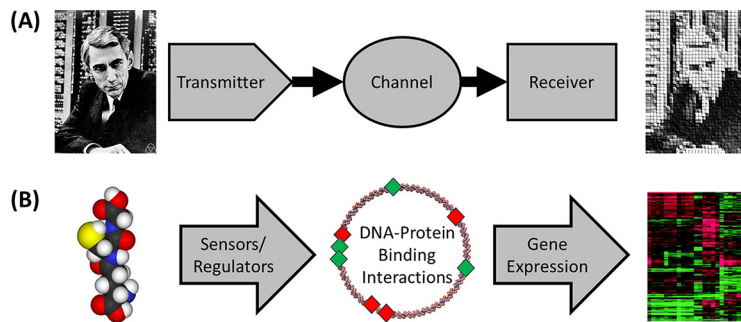 (A)
Transmitter
Channel
Receiver
(B)
Sensors/
Regulators
DNA-Protein
Binding
Interactions
Gene
Expression